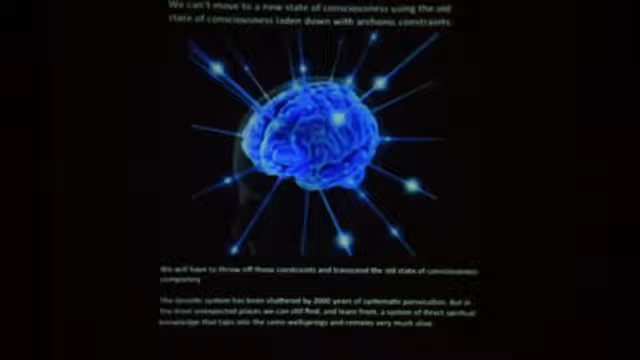 We can't move to a new state of consciousness using the old
state of consciousness laden down with archonic constraints.
We will have to throw off those constraints and transcend the old state of consciousness
completely
The Gnostic system has been shattered by 2000 years of systematic persecution. But in
the most unexpected places we can still find, and learn from, a system of direct spiritual
knowledge that taps into the same wellsprings and remains very much alive.